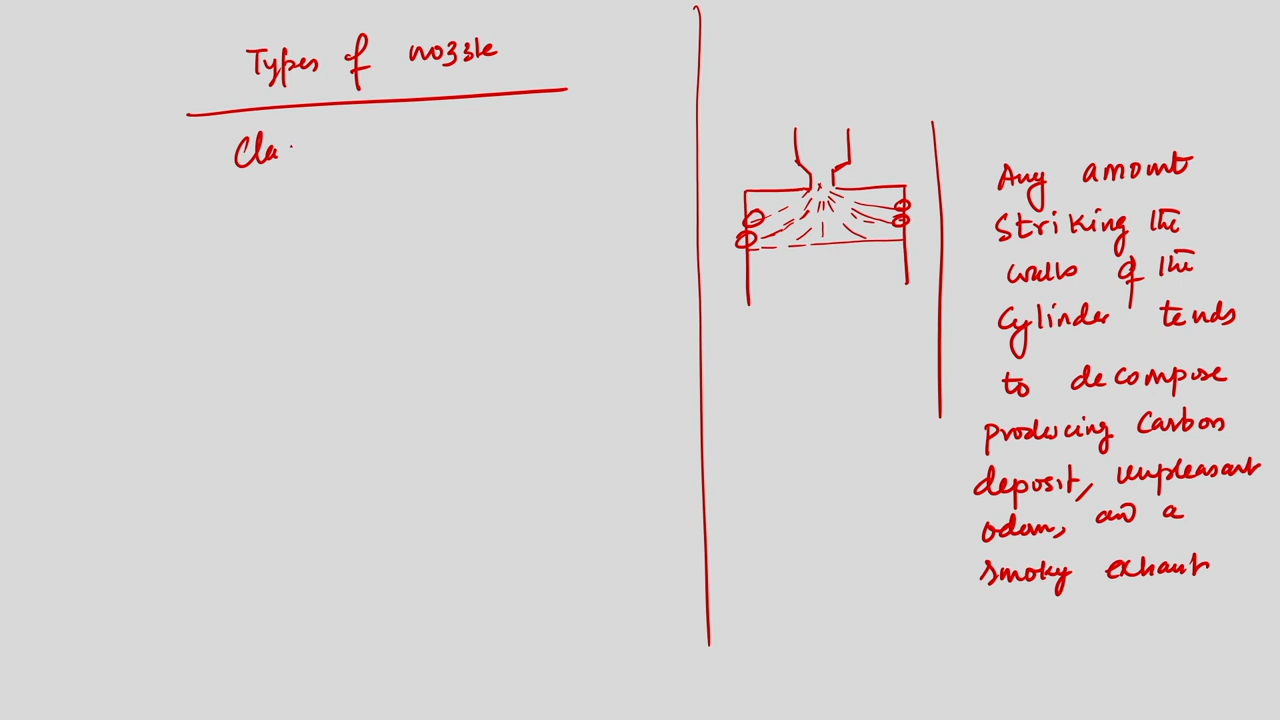 Types of nozzle
Cla
Any amount
striking the
walls of the
Cylinder tends
to decompose
producing Carbon
deposit, unpleasant
odour, and a
smoky exhaust